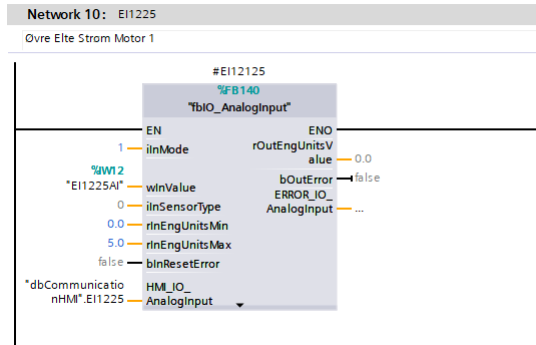 Network 10: EI1225
Øvre Elte Strom Motor 1
#EI12125
%FB140
"fbIO_AnalogInput"
EN ENO
1 iInMode rOutEngUnitsV
alue 0.0
%IW12
"EI1225AI" wInValue bOutError false
0 iInSensorType ERROR_IO_
AnalogInput ...
0.0 rInEngUnitsMin
5.0 rInEngUnitsMax
false bInResetError
"dbCommunicatio HMI_IO_
nHMI".EI1225 AnalogInput